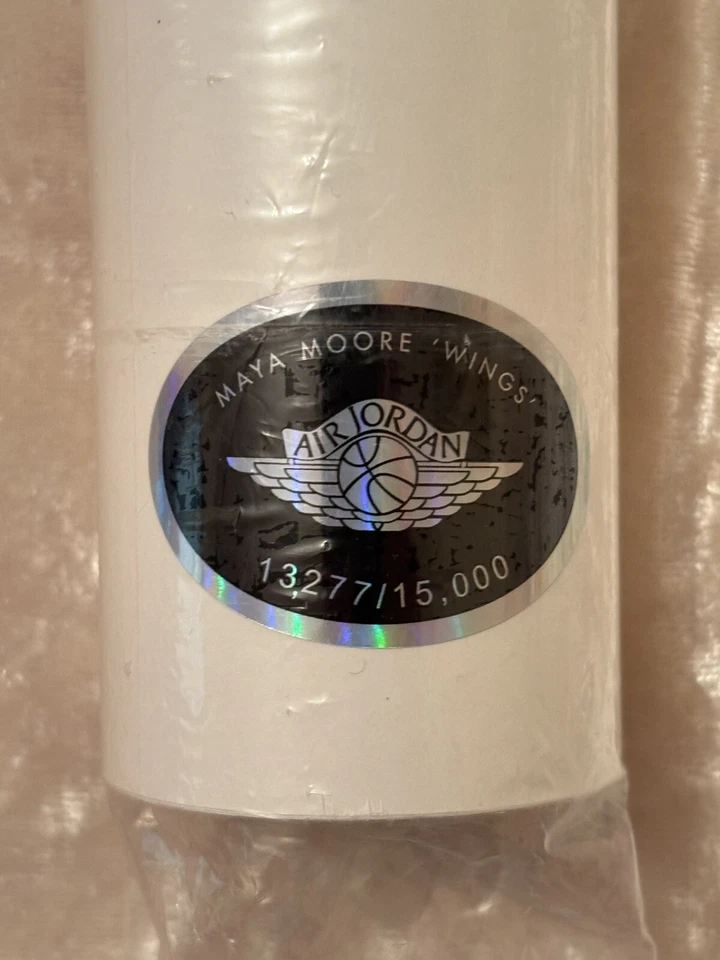 MAYA MOORE 'WINGS'
AIR JORDAN
13,277/15,000